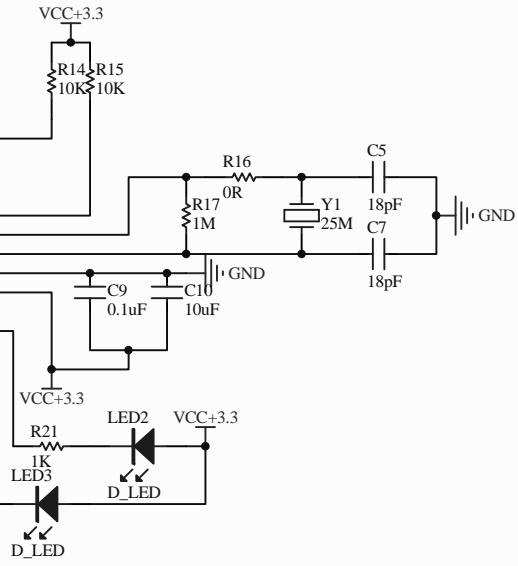 VCC+3.3
R14
R15
10K
10K
R16
0R
C5
18pF
R17
1M
Y1
25M
GND
C7
18pF
GND
C9
0.1uF
C10
10uF
VCC+3.3
LED2
VCC+3.3
R21
1K
D_LED
LED3
D_LED